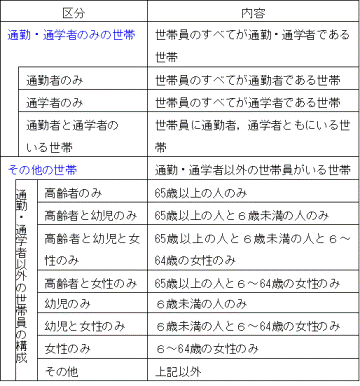 区分 内容
通勤・通学者のみの世帯 世帯員のすべてが通勤・通学者である
世帯
通勤者のみ 世帯員のすべてが通勤者である世帯
通学者のみ 世帯員のすべてが通学者である世帯
通勤者と通学者の 世帯員に通勤者，通学者ともにいる世
いる世帯 帯
その他の世帯 通勤・通学者以外の世帯員がいる世帯
通勤・通学者以外の世帯員の構成
高齢者のみ 65歳以上の人のみ
高齢者と幼児のみ 65歳以上の人と６歳未満の人のみ
高齢者と幼児と女 65歳以上の人と６歳未満の人と６～
性のみ 64歳の女性のみ
高齢者と女性のみ 65歳以上の人と６～64歳の女性のみ
幼児のみ ６歳未満の人のみ
幼児と女性のみ ６歳未満の人と６～64歳の女性のみ
女性のみ ６～64歳の女性のみ
その他 上記以外